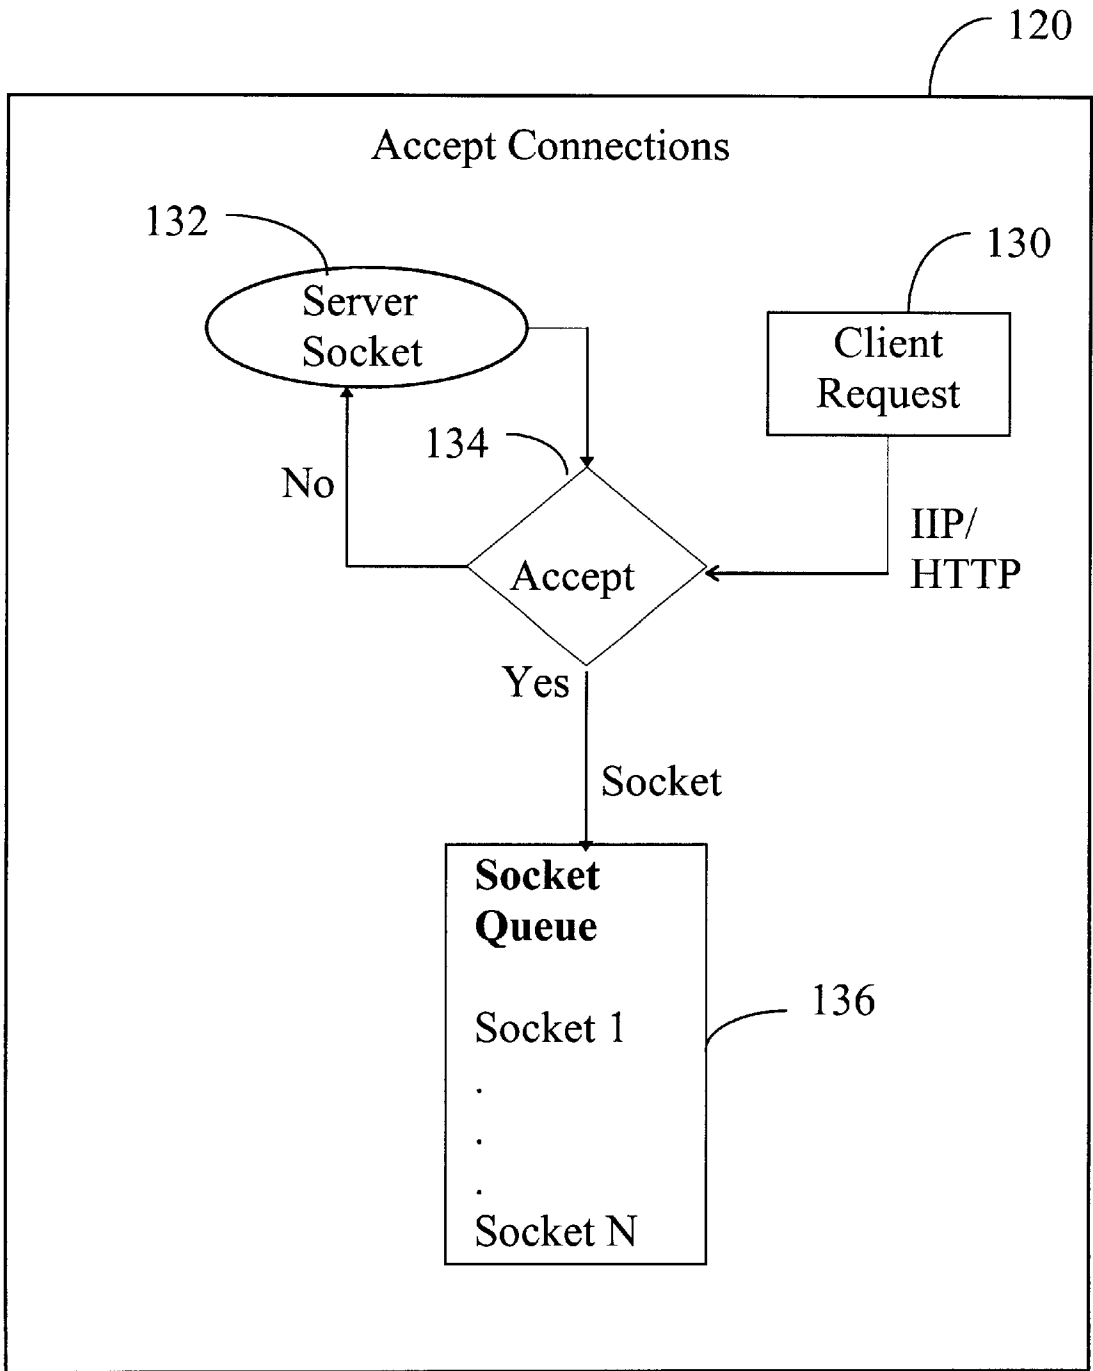 120
Accept Connections
132
130
Server
Socket
Client
Request
134
No
IIP/
HTTP
Accept
Yes
Socket
Socket
Queue
Socket 1
.
.
.
Socket N
136